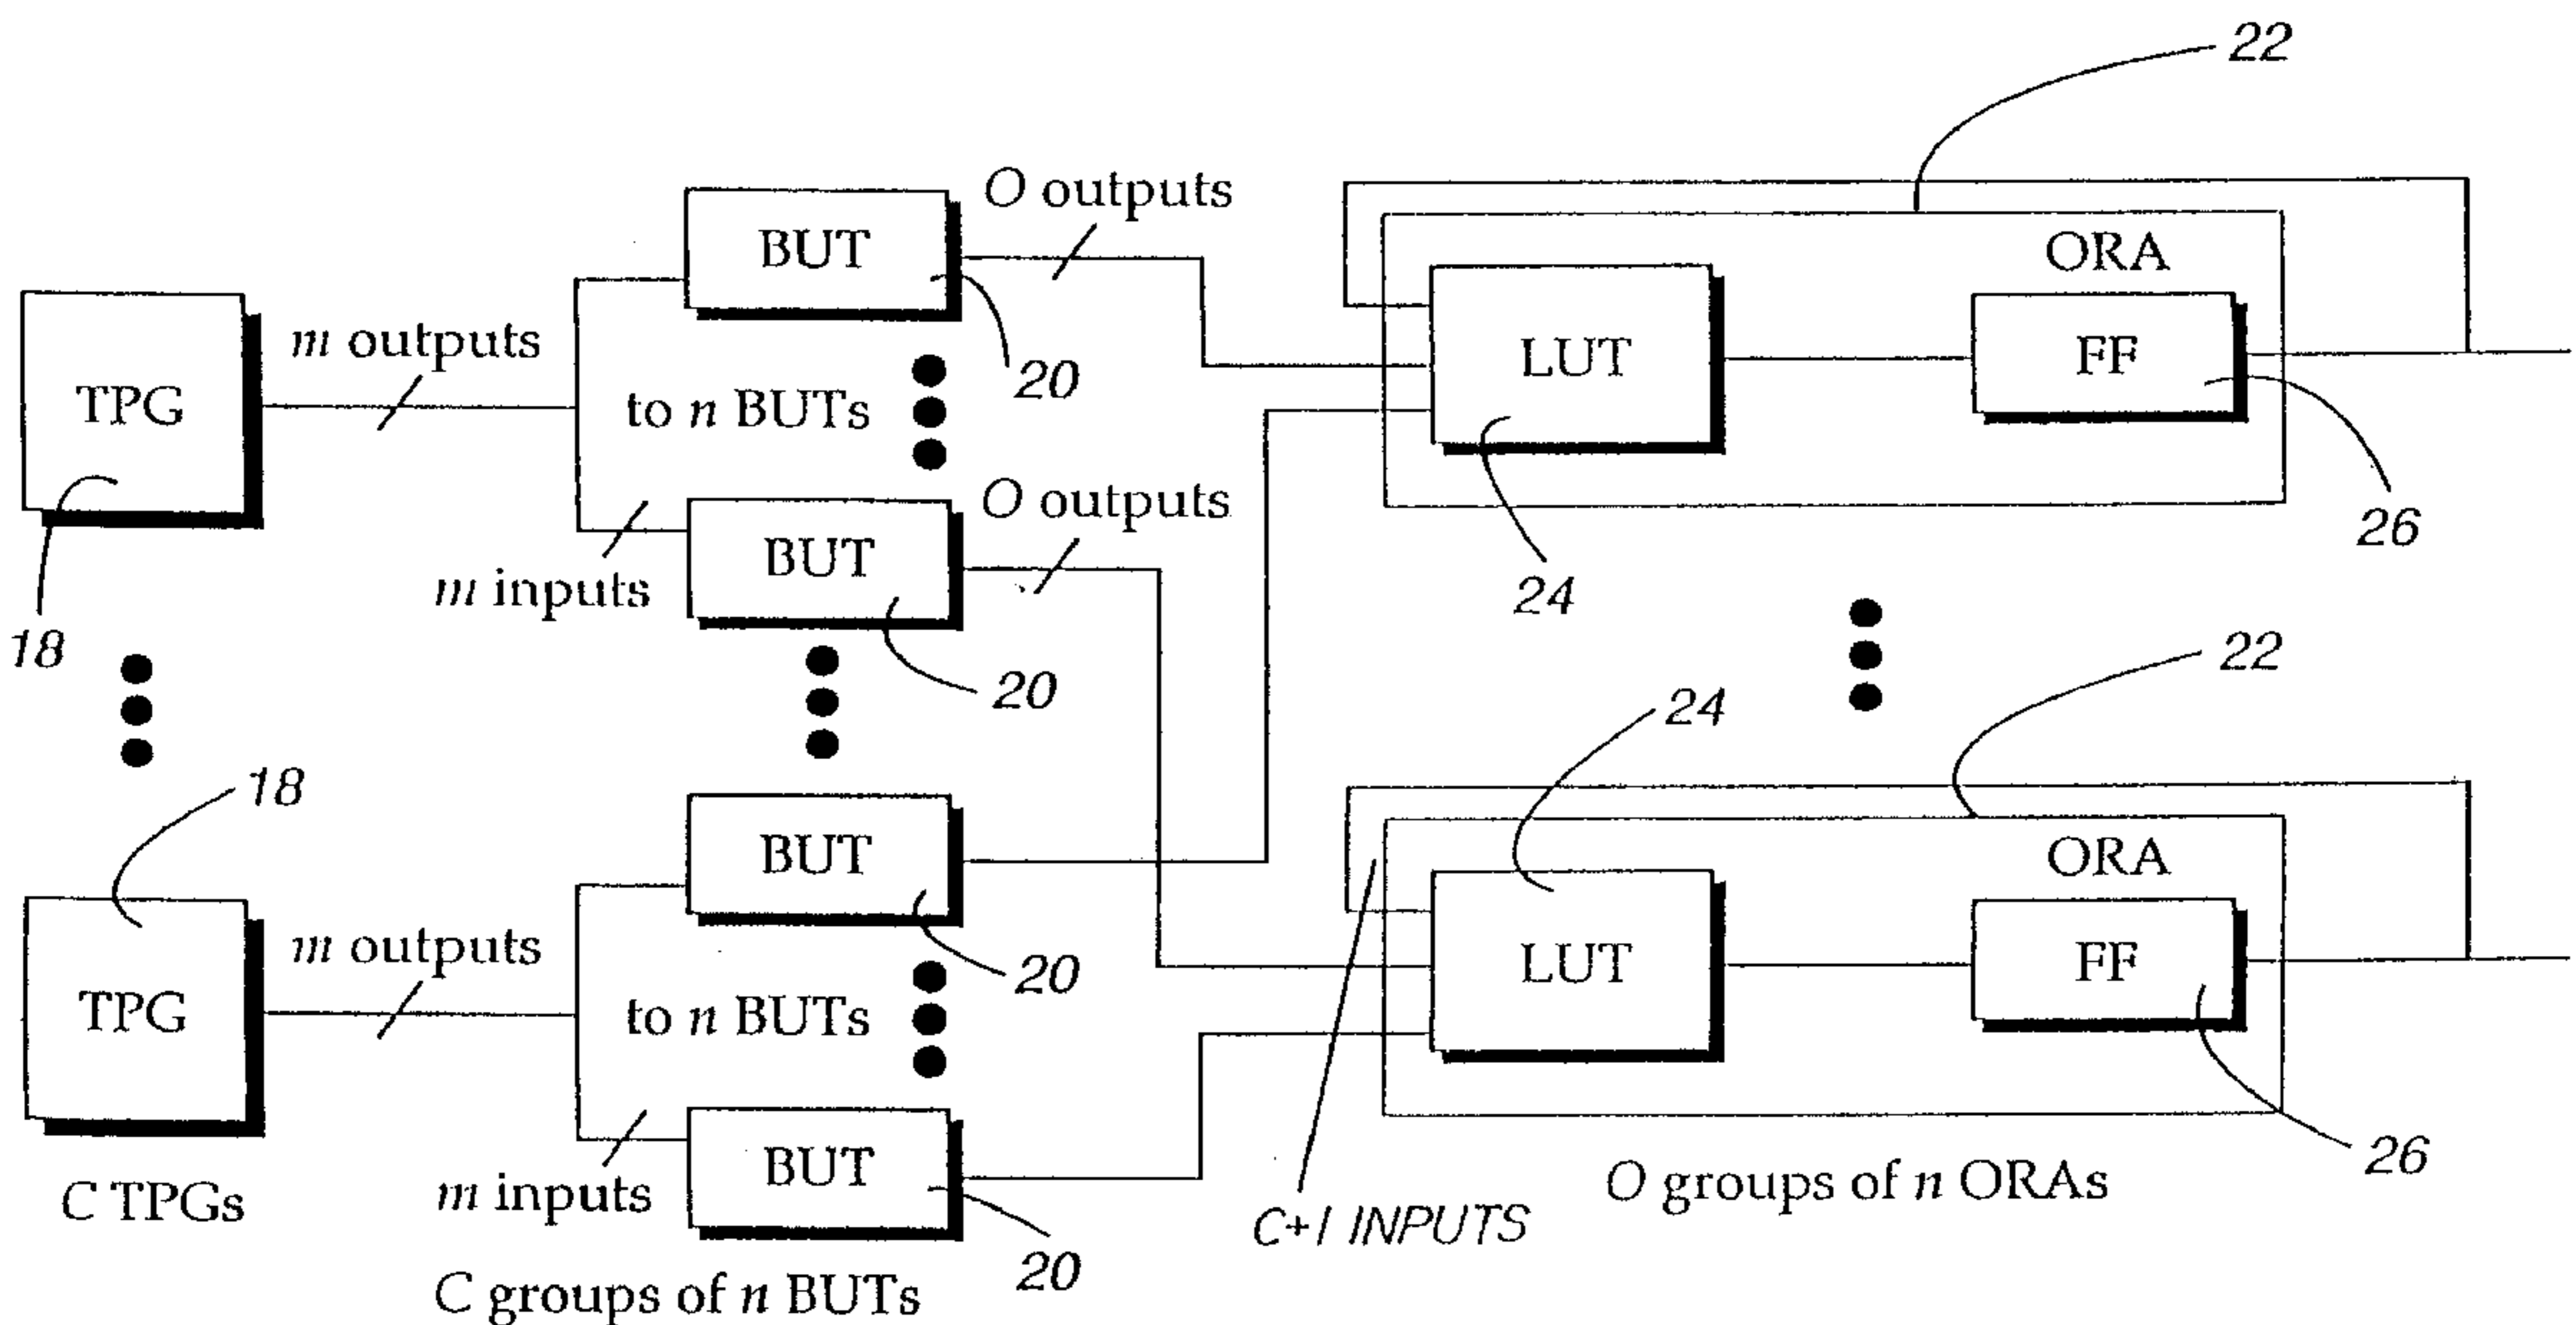 22
O outputs
BUT
ORA
m outputs
TPG
to n BUTs
20
LUT
FF
18
O outputs
BUT
m inputs
26
24
20
22
24
18
BUT
ORA
m outputs
TPG
to n BUTs
20
LUT
FF
BUT
m inputs
C TPGs
20
C+1 INPUTS
O groups of n ORAs
26
C groups of n BUTs